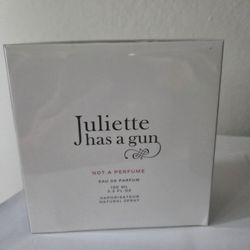 Juliette
has a gun
NOT A PERFUME
EAU DE PARFUM
100 ML
3.3 FL.OZ
VAPORISATEUR
NATURAL SPRAY